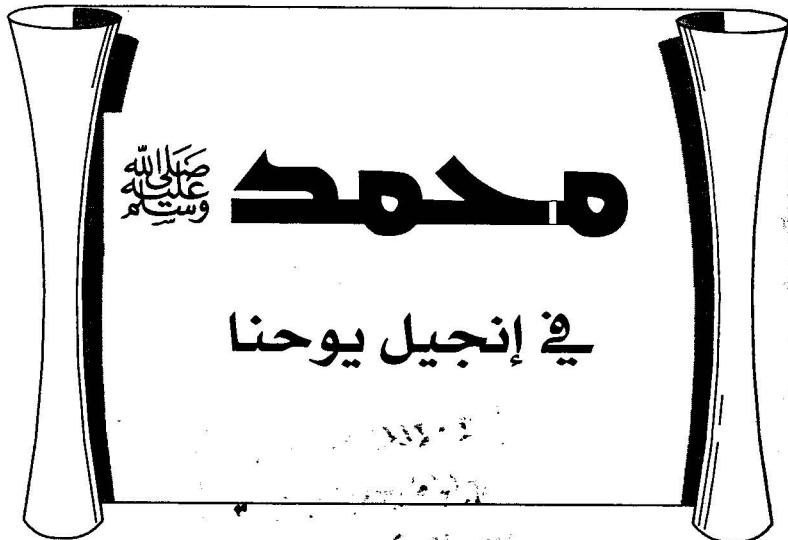 محمد صلى الله عليه وسلم
في إنجيل يوحنا